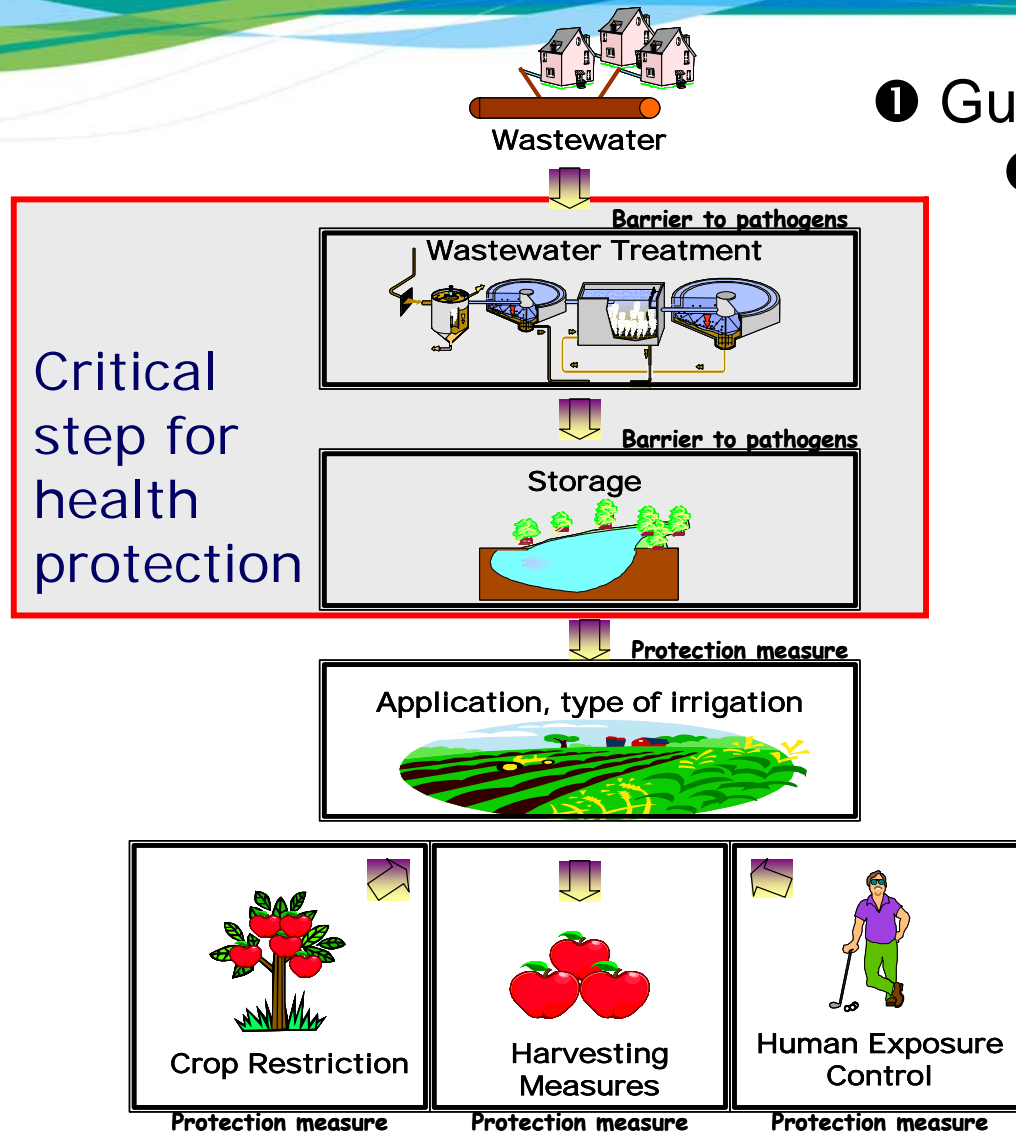 ❶ Gu
Wastewater
Barrier to pathogens
Wastewater Treatment
Critical
step for
health
protection
Barrier to pathogens
Storage
Protection measure
Application, type of irrigation
Crop Restriction
Harvesting
Measures
Human Exposure
Control
Protection measure
Protection measure
Protection measure